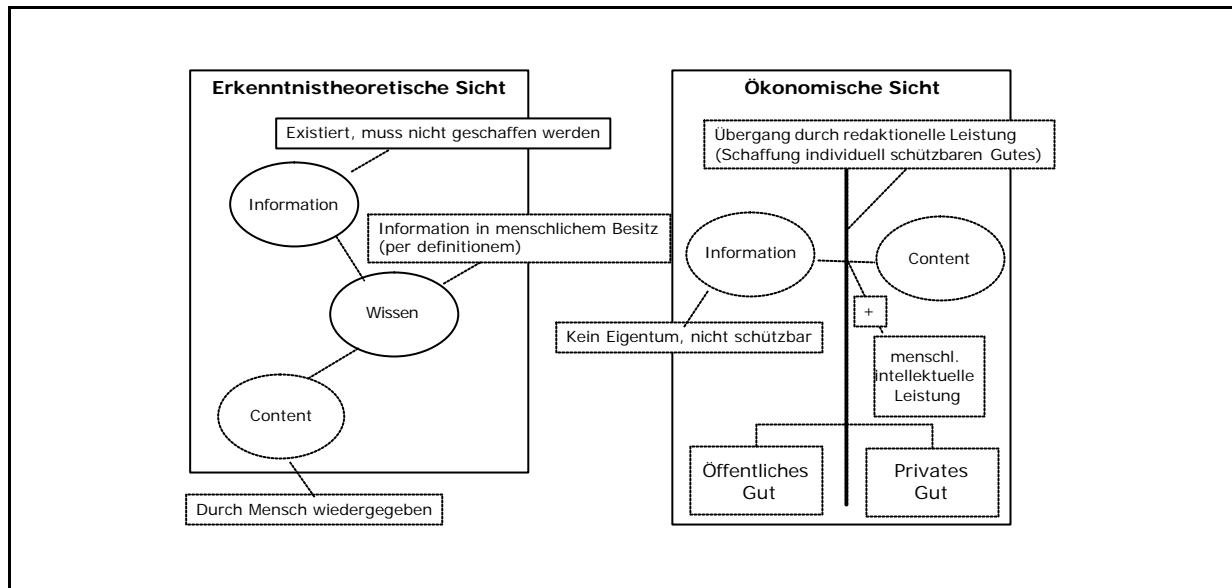 Erkenntnistheoretische Sicht
Existiert, muss nicht geschaffen werden
Information
Information in menschlichem Besitz
(per definitionem)
Wissen
Content
Durch Mensch wiedergegeben
Ökonomische Sicht
Übergang durch redaktionelle Leistung
(Schaffung individuell schützbaren Gutes)
Information
Content
Kein Eigentum, nicht schützbar
+
menschl.
intellektuelle
Leistung
Öffentliches
Gut
Privates
Gut